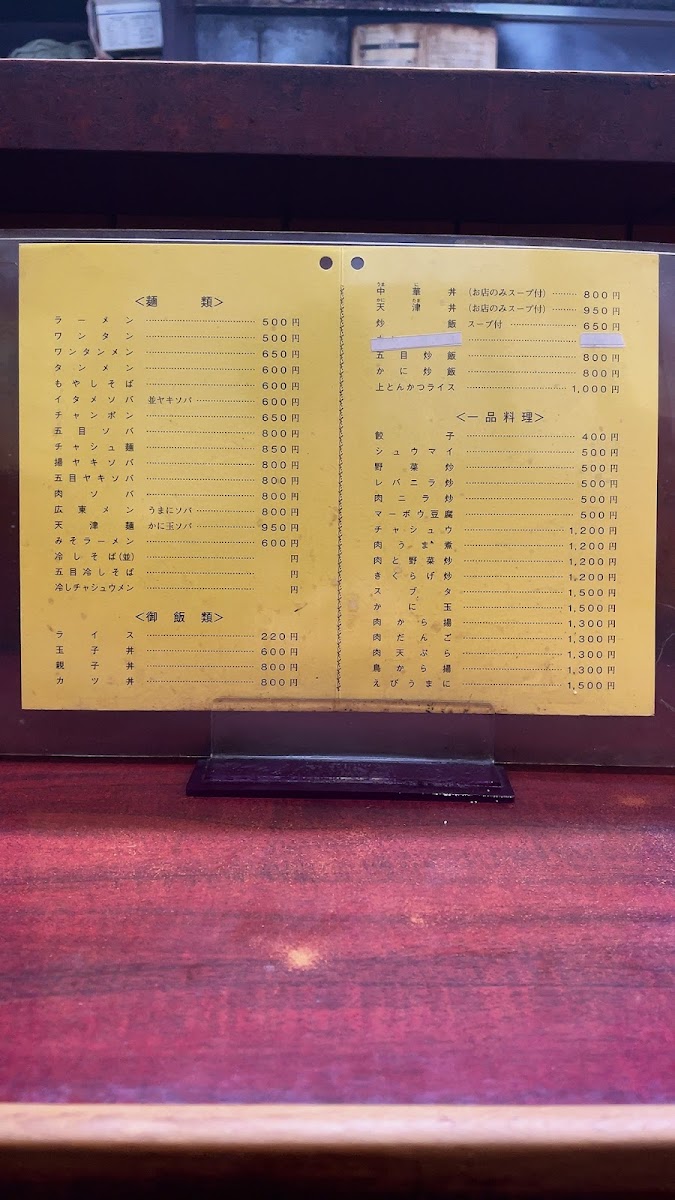 <麺 類>
ラーメン 500円
ワンタン 500円
ワンタンメン 650円
タンメン 600円
もやしそば 600円
イタメソバ 並ヤキソバ 600円
チャンポン 650円
五目ソバ 800円
チャシュ麺 850円
揚ヤキソバ 800円
五目ヤキソバ 800円
肉ソバ 800円
広東メン うまにソバ 800円
天津麺 かに玉ソバ 950円
みそラーメン 600円
冷しそば(並) 円
五目冷しそば 円
冷しチャシュウメン 円
<御飯類>
ライス 220円
玉子丼 600円
親子丼 800円
カツ丼 800円
中華丼 (お店のみスープ付) 800円
天津丼 (お店のみスープ付) 950円
炒飯 スープ付 650円
五目炒飯 800円
かに炒飯 800円
上とんかつライス 1,000円
<一品料理>
餃子 400円
シュウマイ 500円
野菜炒 500円
レバニラ炒 500円
肉ニラ炒 500円
マーボウ豆腐 500円
チャシュウ 1,200円
肉うま煮 1,200円
肉と野菜炒 1,200円
きくらげ炒 1,200円
スブタ 1,500円
かに玉 1,500円
肉から揚 1,300円
肉だんご 1,300円
肉天ぷら 1,300円
鳥から揚 1,300円
えびうまに 1,500円